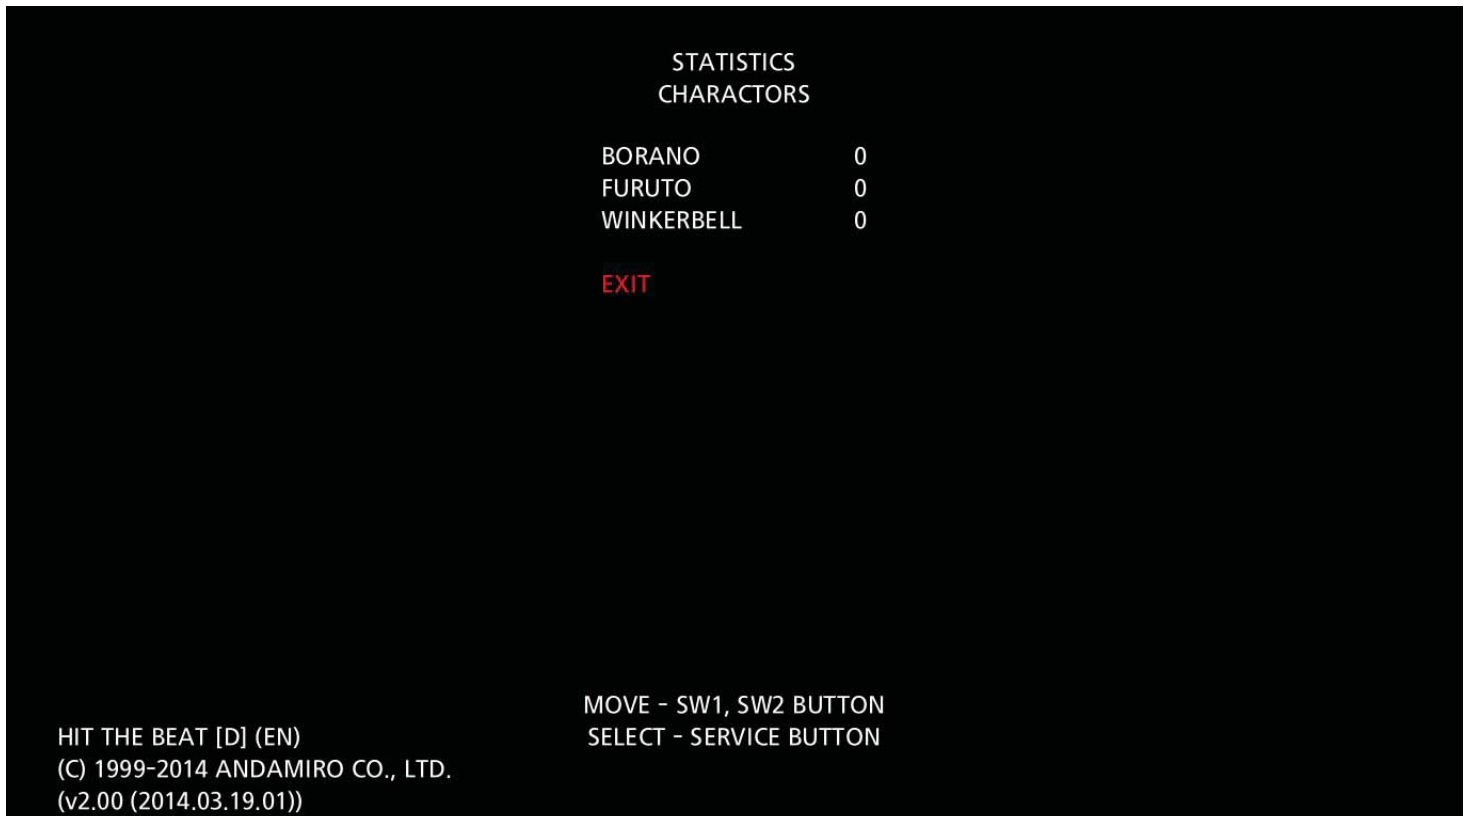 STATISTICS
CHARACTORS
BORANO 0
FURUTO 0
WINKERBELL 0
EXIT
MOVE - SW1, SW2 BUTTON
SELECT - SERVICE BUTTON
HIT THE BEAT [D] (EN)
(C) 1999-2014 ANDAMIRO CO., LTD.
(v2.00 (2014.03.19.01))